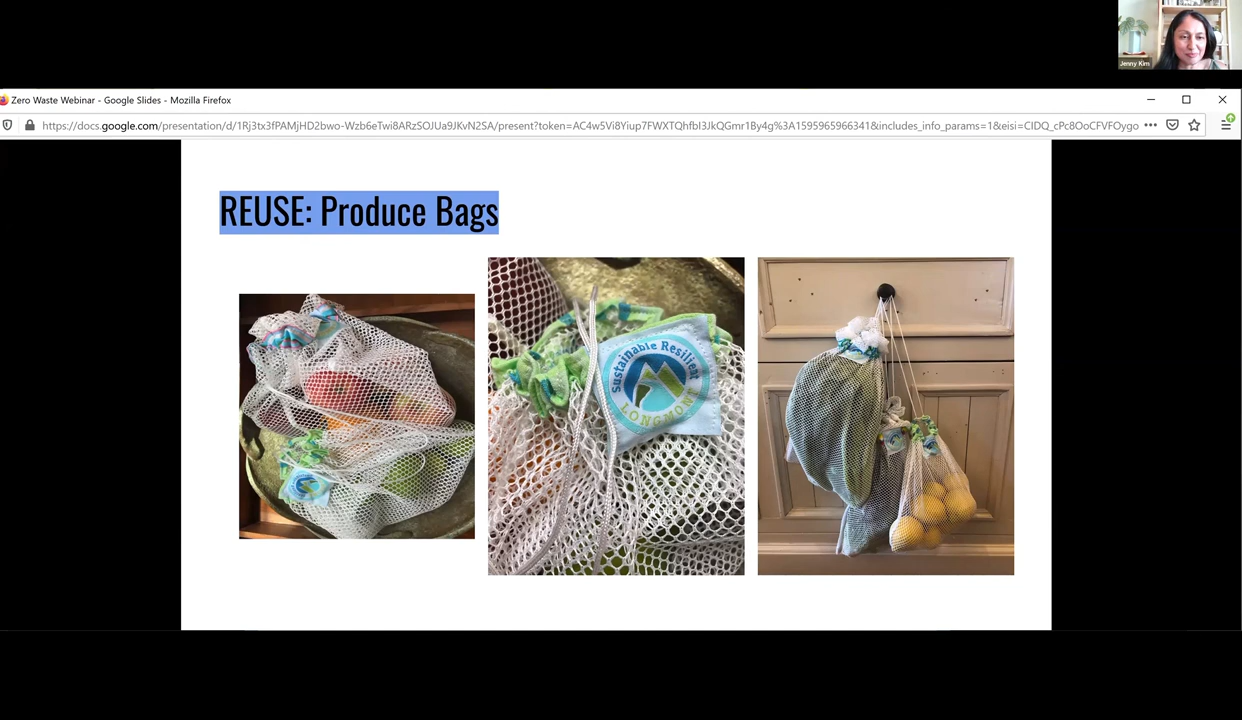 Jenny Kim
Zero Waste Webinar - Google Slides - Mozilla Firefox
https://docs.google.com/presentation/d/1Rj3tx3fPAMjHD2bwo-Wzb6eTwi8ARzSOJUa9JKvN2SA/present?token=AC4w5Vi8Yiup7FWXTQhfbI3JkQGmr1By4g%3A1595965966341&includes_info_params=1&eisi=CIDQ_cPc8OoCFVFOygo
REUSE: Produce Bags
Sustainable Resilient
LONGMONT